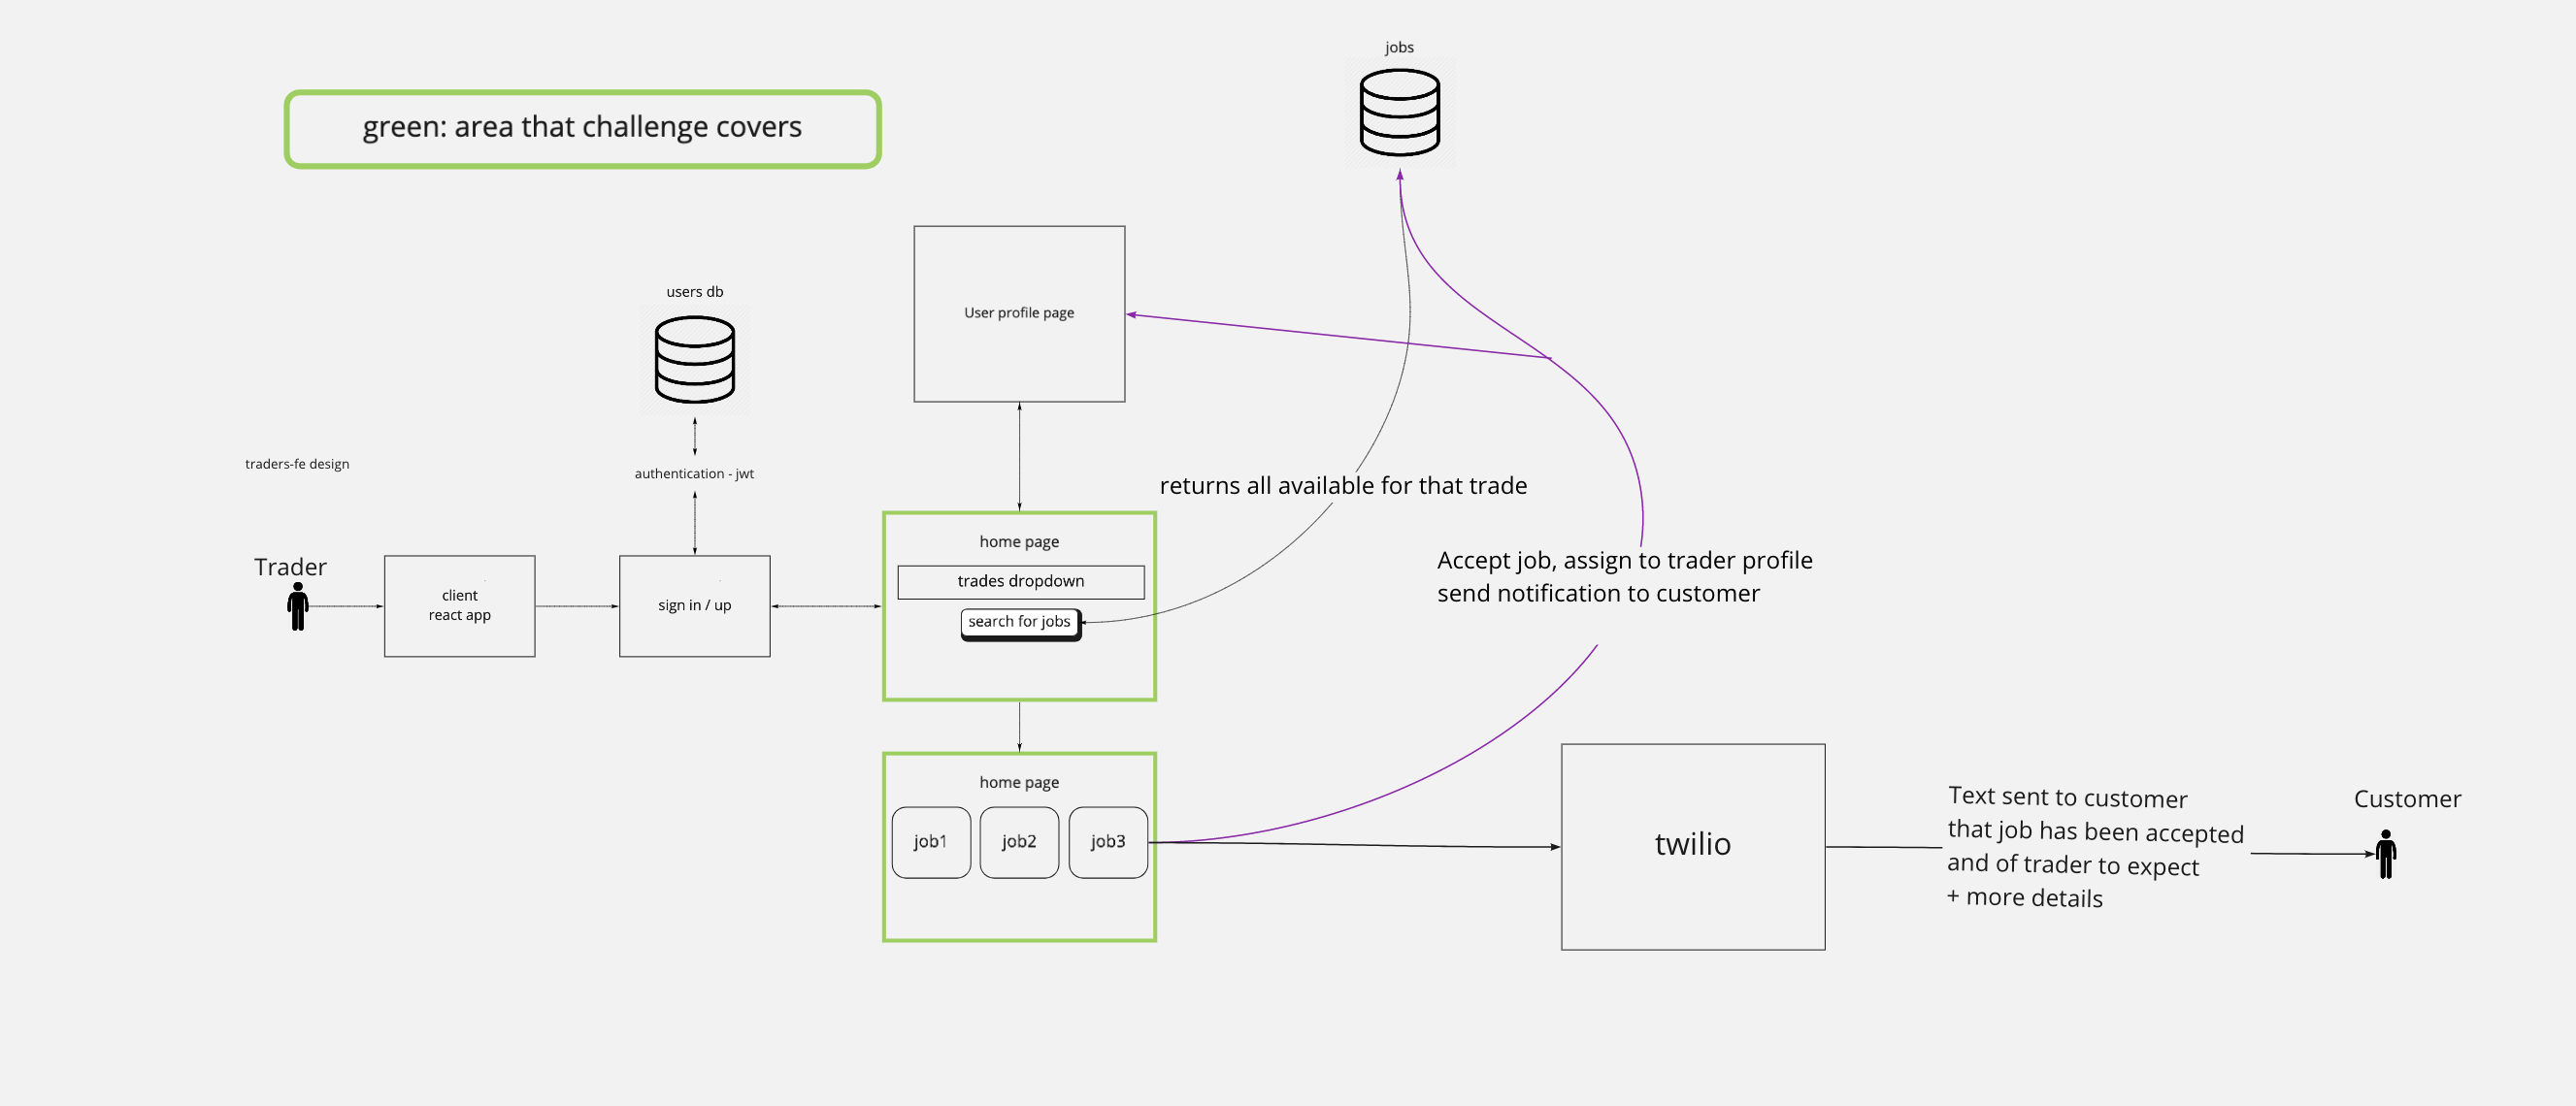 jobs
green: area that challenge covers
users db
User profile page
traders-fe design
authentication - jwt
returns all available for that trade
Trader
client
react app
sign in / up
home page
trades dropdown
search for jobs
Accept job, assign to trader profile
send notification to customer
home page
job1
job2
job3
twilio
Text sent to customer
that job has been accepted
and of trader to expect
+ more details
Customer